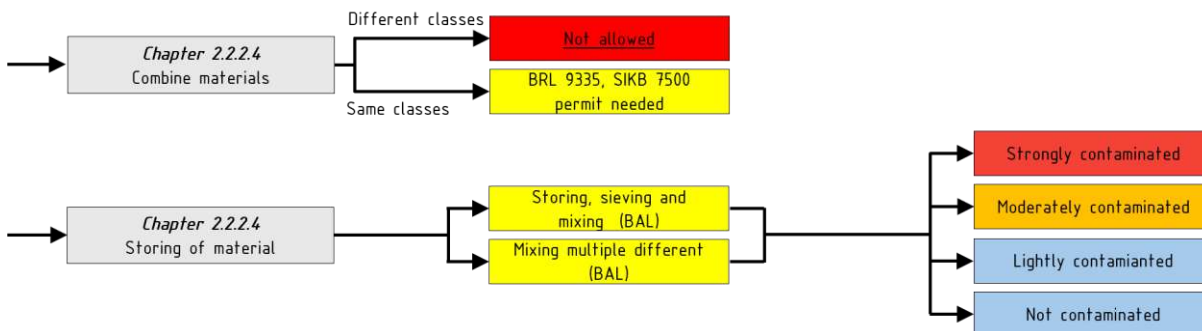 Different classes
Chapter 2.2.2.4
Combine materials
Not allowed
BRL 9335, SIKB 7500
permit needed
Same classes
Chapter 2.2.2.4
Storing of material
Storing, sieving and
mixing (BAL)
Mixing multiple different
(BAL)
Strongly contaminated
Moderately contaminated
Lightly contamianted
Not contaminated